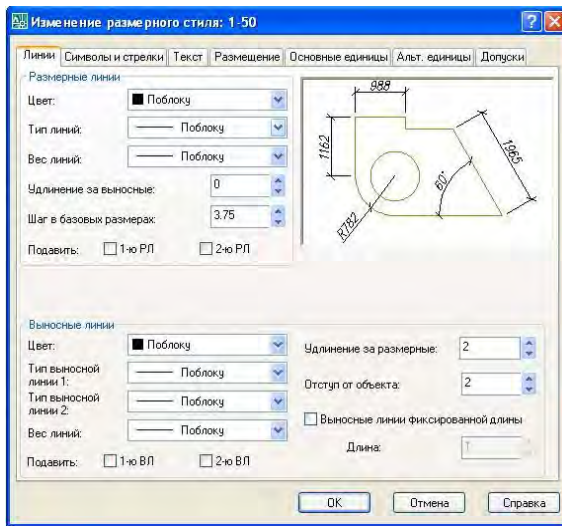 Изменение размерного стиля: 1-50
Линии Символы и стрелки Текст Размещение Основные единицы Альт. единицы Допуски
Размерные линии
Цвет: Поблоку
Тип линий: Поблоку
Вес линий: Поблоку
Удлинение за выносные: 0
Шаг в базовых размерах: 3.75
Подавить: 1-ю РЛ 2-ю РЛ
988
1162
1965
60°
R782
Выносные линии
Цвет: Поблоку
Тип выносной линии 1: Поблоку
Тип выносной линии 2: Поблоку
Вес линий: Поблоку
Подавить: 1-ю ВЛ 2-ю ВЛ
Удлинение за размерные: 2
Отступ от объекта: 2
Выносные линии фиксированной длины
Длина: 1
ОК Отмена Справка